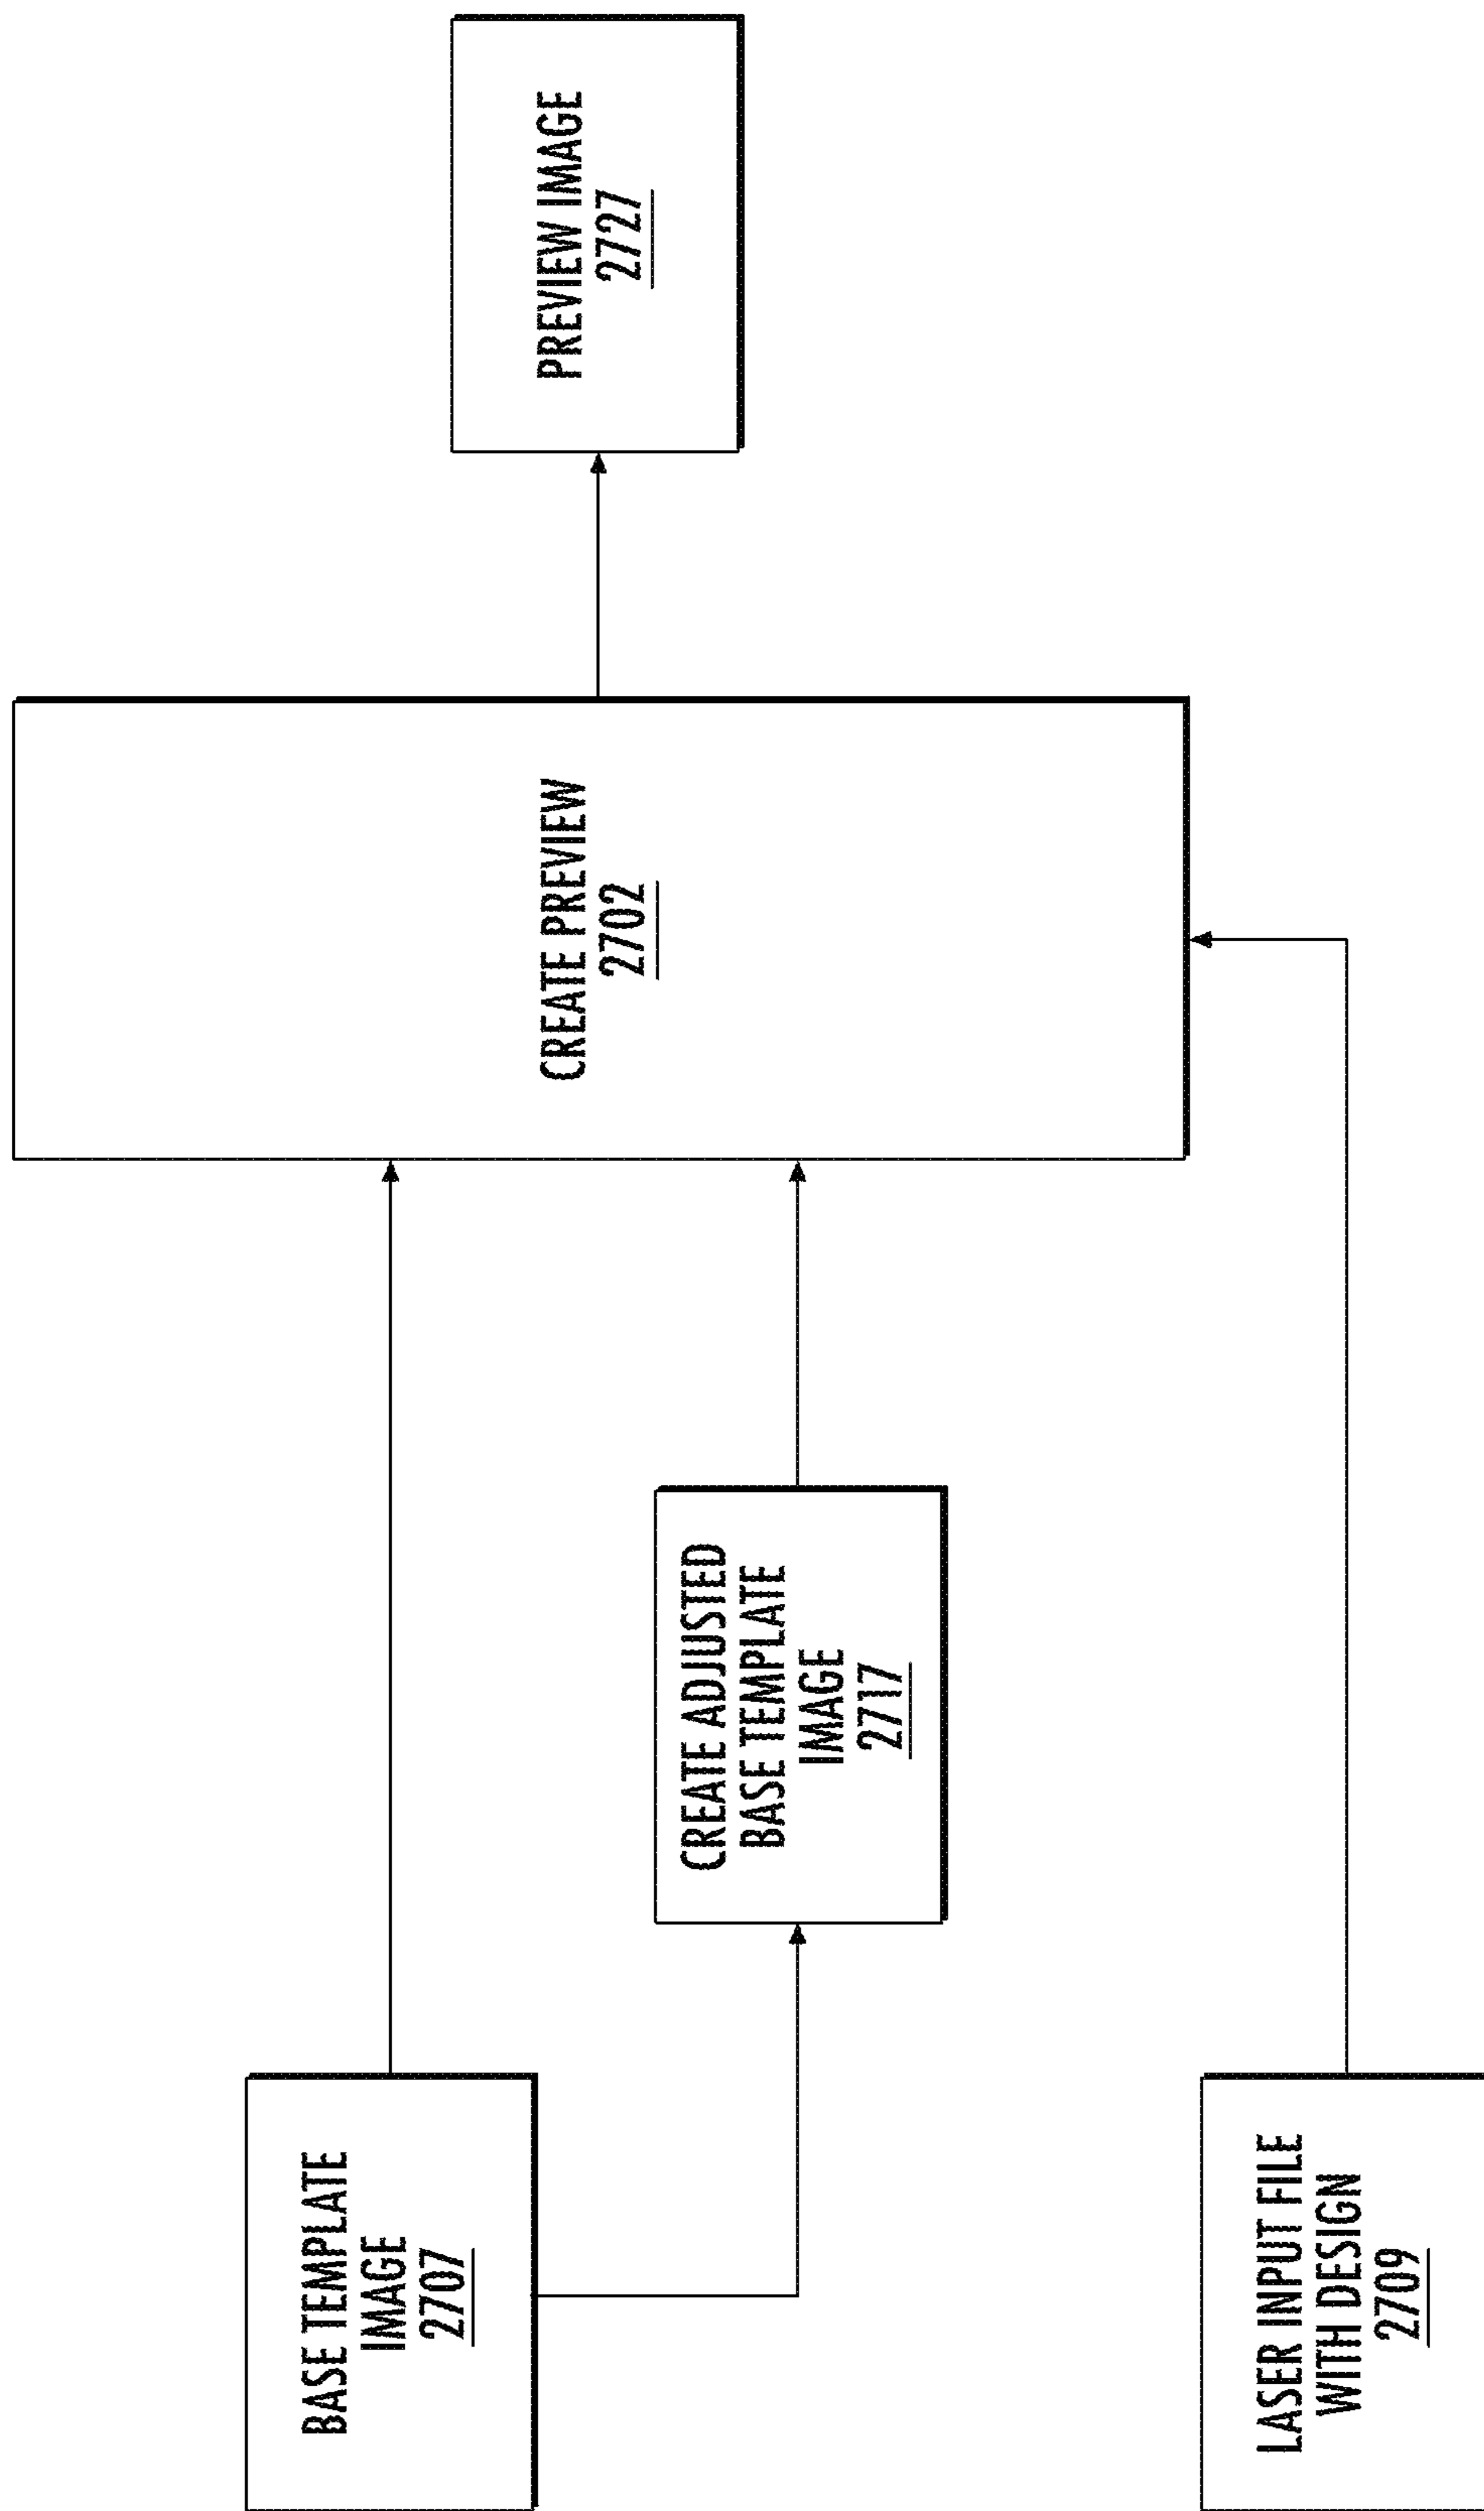 BASE TEMPLATE
IMAGE
2707
CREATE ADJUSTED
BASE TEMPLATE
IMAGE
2717
LASER INPUT FILE
WITH DESIGN
2709
CREATE PREVIEW
2702
PREVIEW IMAGE
2727